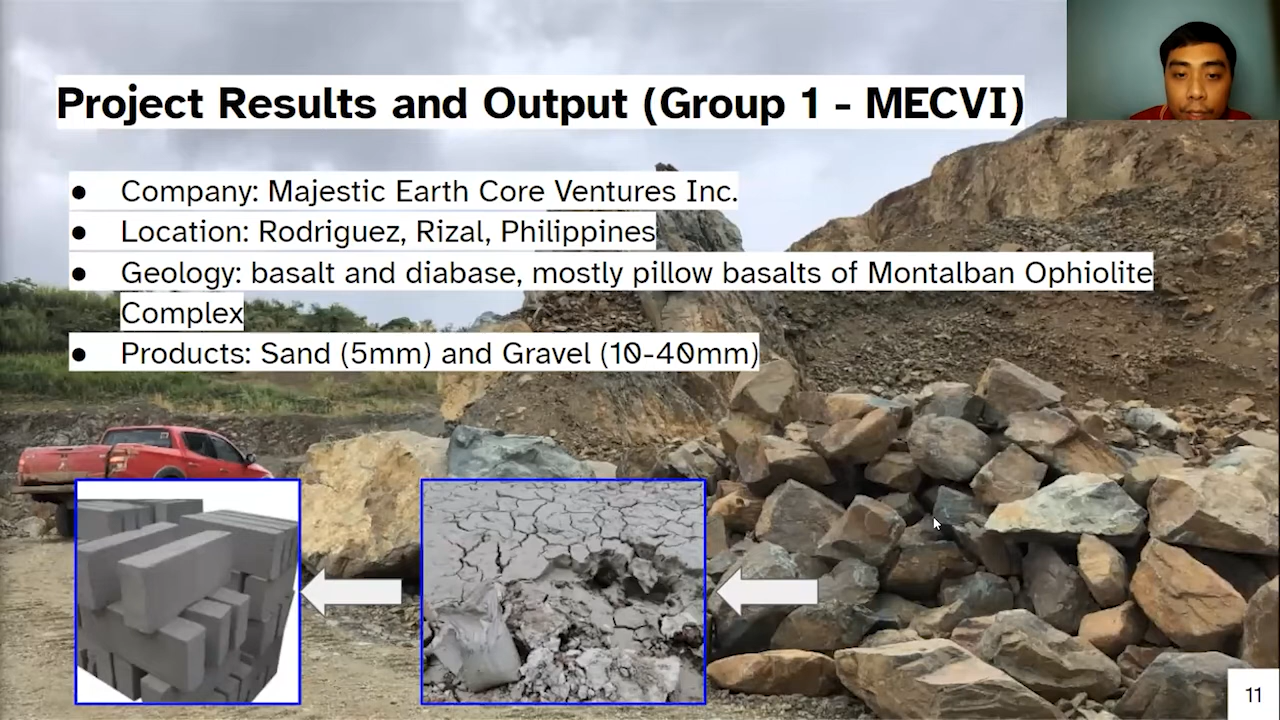 Project Results and Output (Group 1 - MECVI)
● Company: Majestic Earth Core Ventures Inc.
● Location: Rodriguez, Rizal, Philippines
● Geology: basalt and diabase, mostly pillow basalts of Montalban Ophiolite
Complex
● Products: Sand (5mm) and Gravel (10-40mm)
11